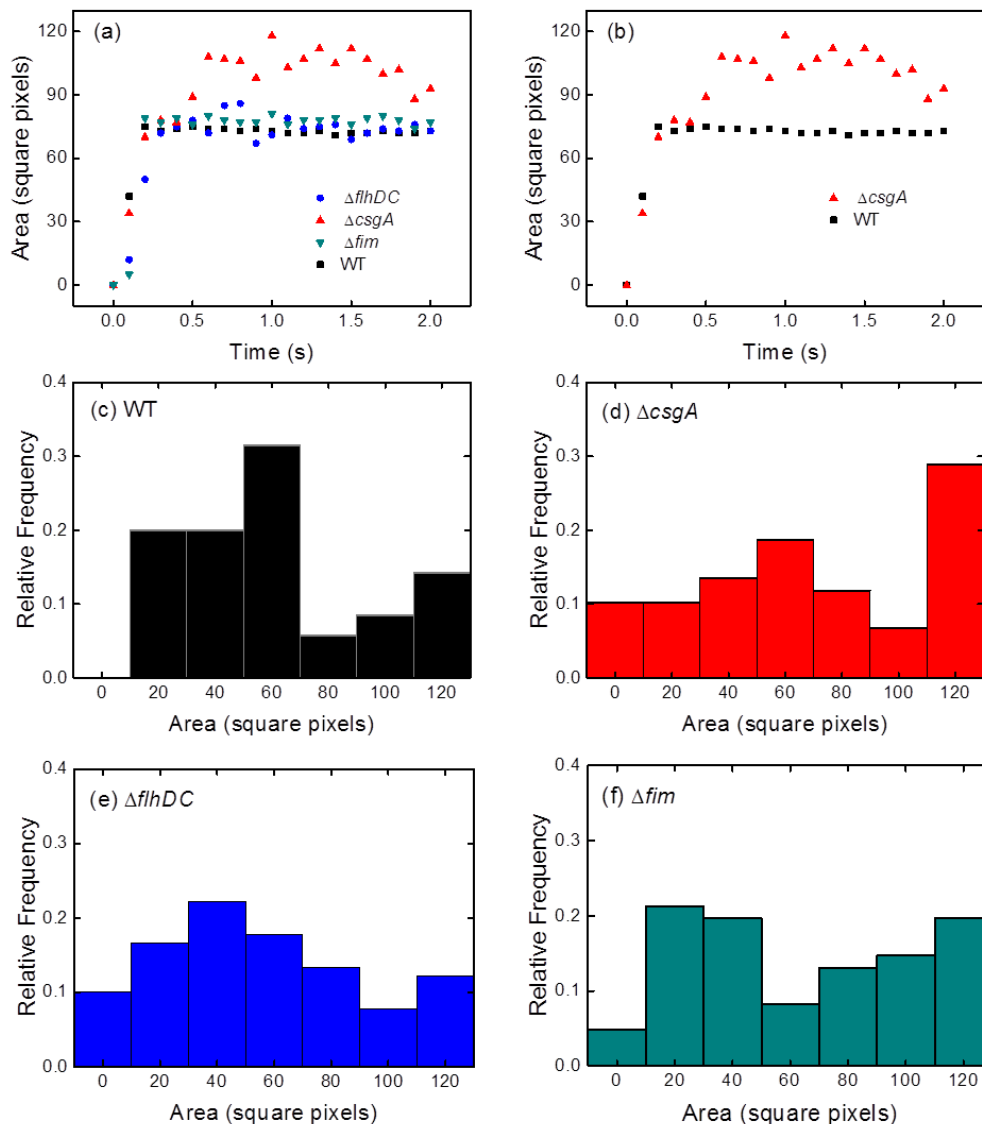 (a)
120
90
60
30
0
Area (square pixels)
ΔflhDC
ΔcsgA
Δfim
WT
0.0 0.5 1.0 1.5 2.0
Time (s)
(b)
120
90
60
30
0
Area (square pixels)
ΔcsgA
WT
0.0 0.5 1.0 1.5 2.0
Time (s)
(c) WT
0.4
0.3
0.2
0.1
0.0
Relative Frequency
0 20 40 60 80 100 120
Area (square pixels)
(d) ΔcsgA
0.4
0.3
0.2
0.1
0.0
Relative Frequency
0 20 40 60 80 100 120
Area (square pixels)
(e) ΔflhDC
0.4
0.3
0.2
0.1
0.0
Relative Frequency
0 20 40 60 80 100 120
Area (square pixels)
(f) Δfim
0.4
0.3
0.2
0.1
0.0
Relative Frequency
0 20 40 60 80 100 120
Area (square pixels)